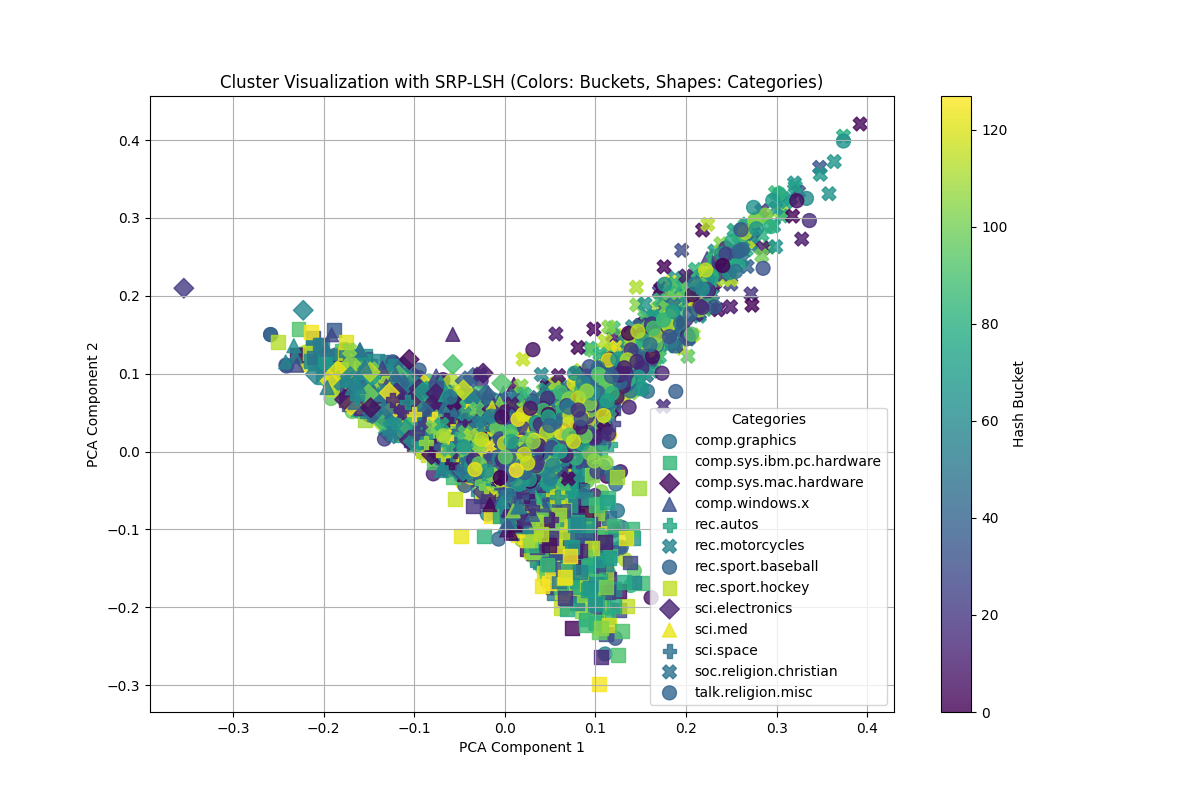 Cluster Visualization with SRP-LSH (Colors: Buckets, Shapes: Categories)
PCA Component 2
0.4
0.3
0.2
0.1
0.0
−0.1
−0.2
−0.3
−0.3
−0.2
−0.1
0.0
0.1
0.2
0.3
0.4
PCA Component 1
Categories
comp.graphics
comp.sys.ibm.pc.hardware
comp.sys.mac.hardware
comp.windows.x
rec.autos
rec.motorcycles
rec.sport.baseball
rec.sport.hockey
sci.electronics
sci.med
sci.space
soc.religion.christian
talk.religion.misc
120
100
80
60
40
20
0
Hash Bucket